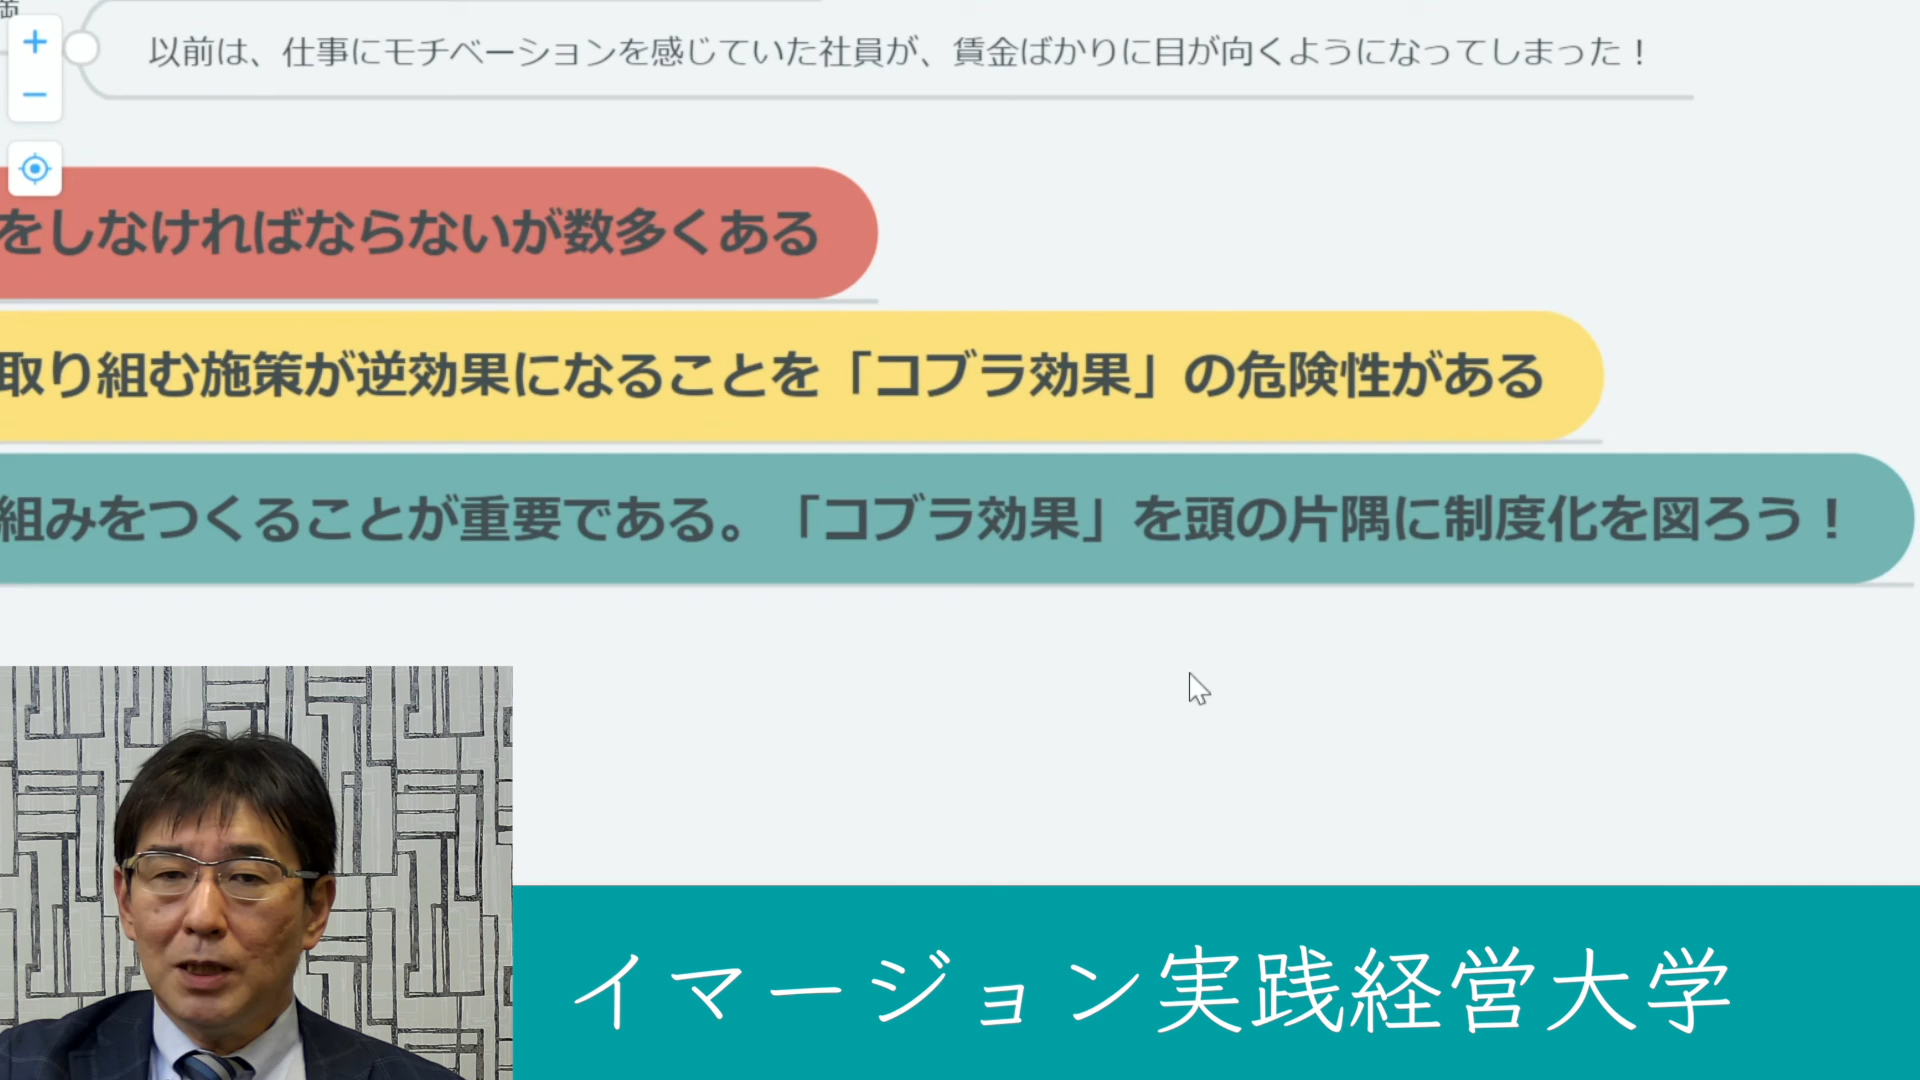 以前は、仕事にモチベーションを感じていた社員が、賃金ばかりに目が向くようになってしまった！
をしなければならないが数多くある
取り組む施策が逆効果になることを「コブラ効果」の危険性がある
組みをつくることが重要である。「コブラ効果」を頭の片隅に制度化を図ろう！
イマージョン実践経営大学